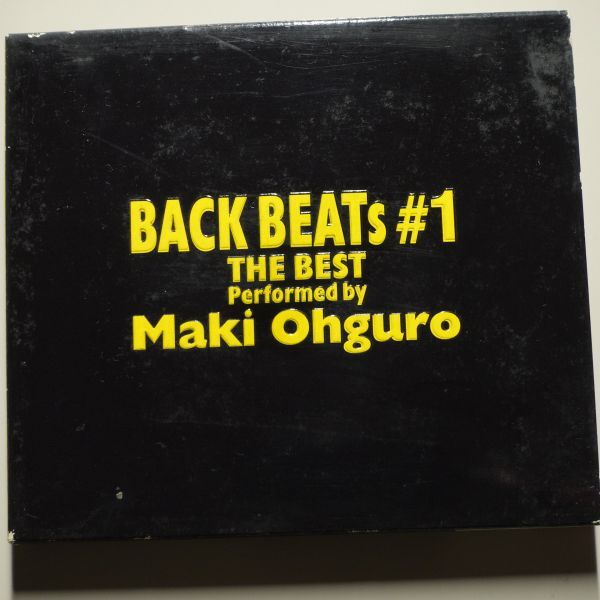 BACK BEATs #1
THE BEST
Performed by
Maki Ohguro